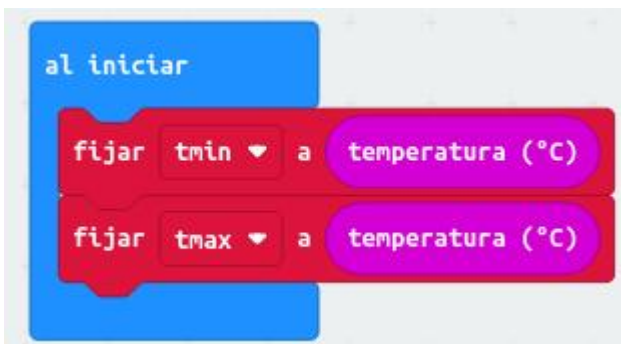 al iniciar
fijar tmin a temperatura (°C)
fijar tmax a temperatura (°C)